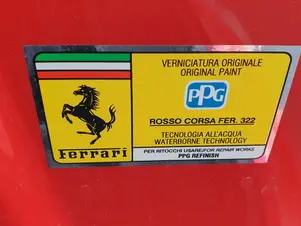 VERNICIATURA ORIGINALE
ORIGINAL PAINT
PPG
ROSSO CORSA FER. 322
TECNOLOGIA ALL'ACQUA
WATERBORNE TECHNOLOGY
Ferrari
PER RITOCCHI USARE/FOR REPAIR WORKS
PPG REFINISH